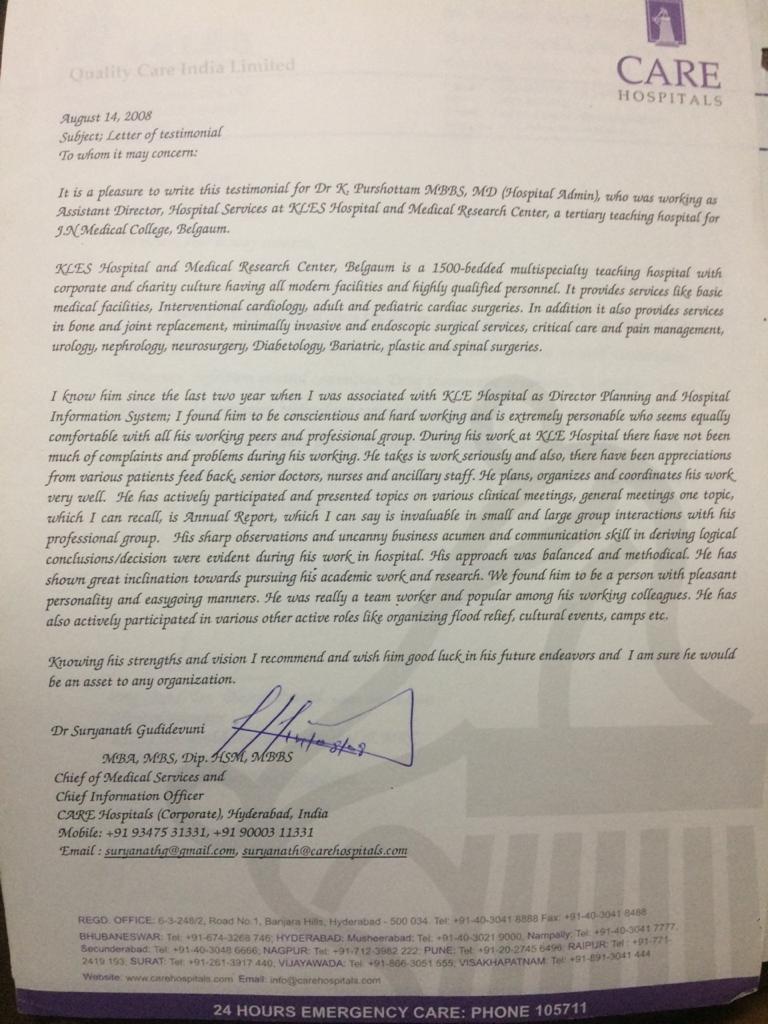 Quality Care India Limited
CARE
HOSPITALS
August 14, 2008
Subject; Letter of testimonial
To whom it may concern:
It is a pleasure to write this testimonial for Dr K. Purshottam MBBS, MD (Hospital Admin), who was working as
Assistant Director, Hospital Services at KLES Hospital and Medical Research Center, a tertiary teaching hospital for
J.N Medical College, Belgaum.
KLES Hospital and Medical Research Center, Belgaum is a 1500-bedded multispecialty teaching hospital with
corporate and charity culture having all modern facilities and highly qualified personnel. It provides services like basic
medical facilities, Interventional cardiology, adult and pediatric cardiac surgeries. In addition it also provides services
in bone and joint replacement, minimally invasive and endoscopic surgical services, critical care and pain management,
urology, nephrology, neurosurgery, Diabetology, Bariatric, plastic and spinal surgeries.
I know him since the last two year when I was associated with KLE Hospital as Director Planning and Hospital
Information System; I found him to be conscientious and hard working and is extremely personable who seems equally
comfortable with all his working peers and professional group. During his work at KLE Hospital there have not been
much of complaints and problems during his working. He takes is work seriously and also, there have been appreciations
from various patients feed back, senior doctors, nurses and ancillary staff. He plans, organizes and coordinates his work
very well. He has actively participated and presented topics on various clinical meetings, general meetings one topic,
which I can recall, is Annual Report, which I can say is invaluable in small and large group interactions with his
professional group. His sharp observations and uncanny business acumen and communication skill in deriving logical
conclusions/decision were evident during his work in hospital. His approach was balanced and methodical. He has
shown great inclination towards pursuing his academic work and research. We found him to be a person with pleasant
personality and easygoing manners. He was really a team worker and popular among his working colleagues. He has
also actively participated in various other active roles like organizing flood relief, cultural events, camps etc.
Knowing his strengths and vision I recommend and wish him good luck in his future endeavors and I am sure he would
be an asset to any organization.
Dr Suryanath Gudidevuni
14/08/08
MBA, MBS, Dip. HSM, MBBS
Chief of Medical Services and
Chief Information Officer
CARE Hospitals (Corporate), Hyderabad, India
Mobile: +91 93475 31331, +91 90003 11331
Email : suryanathg@gmail.com, suryanath@carehospitals.com
REGD. OFFICE: 6-3-248/2, Road No.1, Banjara Hills, Hyderabad - 500 034. Tel: +91-40-3041 8888 Fax: +91-40-3041 8488
BHUBANESWAR: Tel: +91-674-3268 746; HYDERABAD: Musheerabad: Tel: +91-40-3021 9000, Nampally: Tel: +91-40-3041 7777,
Secunderabad: Tel: +91-40-3048 6666; NAGPUR: Tel: +91-712-3982 222; PUNE: Tel: +91-20-2745 6496; RAIPUR: Tel : +91-771-
2419 193; SURAT: Tel: +91-261-3917 440; VIJAYAWADA: Tel: +91-866-3051 555; VISAKHAPATNAM: Tel: +91-891-3041 444
Website: www.carehospitals.com Email: info@carehospitals.com
24 HOURS EMERGENCY CARE: PHONE 105711